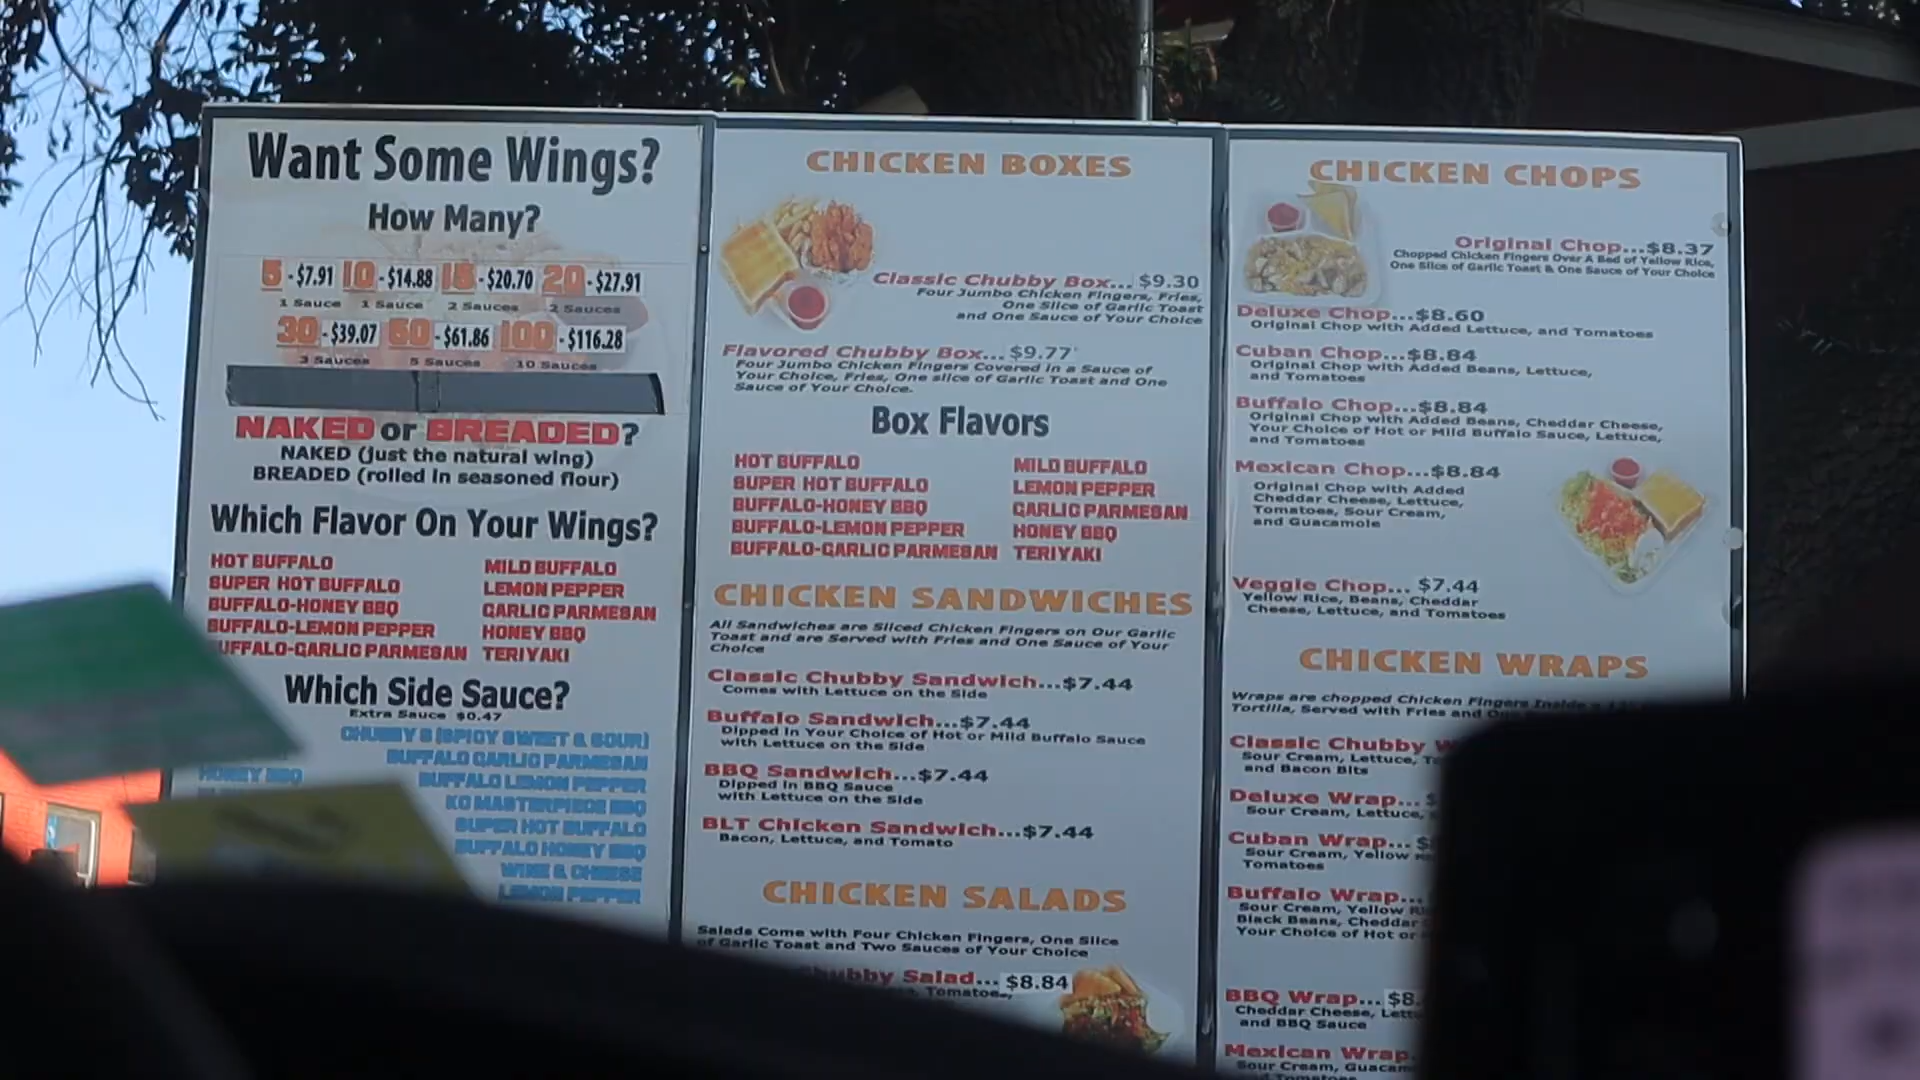 Want Some Wings?
How Many?
5 - $7.91 10 - $14.88 15 - $20.70 20 - $27.91
1 Sauce 1 Sauce 2 Sauces 2 Sauces
30 - $39.07 50 - $61.86 100 - $116.28
3 Sauces 5 Sauces 10 Sauces
NAKED or BREADED?
NAKED (just the natural wing)
BREADED (rolled in seasoned flour)
Which Flavor On Your Wings?
HOT BUFFALO MILD BUFFALO
SUPER HOT BUFFALO LEMON PEPPER
BUFFALO-HONEY BBQ GARLIC PARMESAN
BUFFALO-LEMON PEPPER HONEY BBQ
BUFFALO-GARLIC PARMESAN TERIYAKI
Which Side Sauce?
Extra Sauce $0.47
CHUBBY'S (SPICY SWEET & SOUR)
BUFFALO GARLIC PARMESAN
HONEY BBQ BUFFALO LEMON PEPPER
KC MASTERPIECE BBQ
SUPER HOT BUFFALO
BUFFALO HONEY BBQ
WINE & CHEESE
LEMON PEPPER
CHICKEN BOXES
Classic Chubby Box... $9.30
Four Jumbo Chicken Fingers, Fries,
One Slice of Garlic Toast
and One Sauce of Your Choice
Flavored Chubby Box... $9.77
Four Jumbo Chicken Fingers Covered in a Sauce of
Your Choice, Fries, One slice of Garlic Toast and One
Sauce of Your Choice.
Box Flavors
HOT BUFFALO MILD BUFFALO
SUPER HOT BUFFALO LEMON PEPPER
BUFFALO-HONEY BBQ GARLIC PARMESAN
BUFFALO-LEMON PEPPER HONEY BBQ
BUFFALO-GARLIC PARMESAN TERIYAKI
CHICKEN SANDWICHES
All Sandwiches are Sliced Chicken Fingers on Our Garlic
Toast and are Served with Fries and One Sauce of Your
Choice
Classic Chubby Sandwich...$7.44
Comes with Lettuce on the Side
Buffalo Sandwich...$7.44
Dipped in Your Choice of Hot or Mild Buffalo Sauce
with Lettuce on the Side
BBQ Sandwich...$7.44
Dipped in BBQ Sauce
with Lettuce on the Side
BLT Chicken Sandwich...$7.44
Bacon, Lettuce, and Tomato
CHICKEN SALADS
Salads Come with Four Chicken Fingers, One Slice
of Garlic Toast and Two Sauces of Your Choice
Chubby Salad... $8.84
Tomatoes,
CHICKEN CHOPS
Original Chop...$8.37
Chopped Chicken Fingers Over A Bed of Yellow Rice,
One Slice of Garlic Toast & One Sauce of Your Choice
Deluxe Chop...$8.60
Original Chop with Added Lettuce, and Tomatoes
Cuban Chop...$8.84
Original Chop with Added Beans, Lettuce,
and Tomatoes
Buffalo Chop...$8.84
Original Chop with Added Beans, Cheddar Cheese,
Your Choice of Hot or Mild Buffalo Sauce, Lettuce,
and Tomatoes
Mexican Chop...$8.84
Original Chop with Added
Cheddar Cheese, Lettuce,
Tomatoes, Sour Cream,
and Guacamole
Veggie Chop... $7.44
Yellow Rice, Beans, Cheddar
Cheese, Lettuce, and Tomatoes
CHICKEN WRAPS
Wraps are chopped Chicken Fingers Inside
Tortilla, Served with Fries and
Classic Chubby
Sour Cream, Lettuce,
and Bacon Bits
Deluxe Wrap...
Sour Cream, Lettuce,
Cuban Wrap...
Sour Cream, Yellow
Tomatoes
Buffalo Wrap...
Sour Cream, Yellow
Black Beans, Cheddar
Your Choice of Hot or
BBQ Wrap... $8.
Cheddar Cheese,
and BBQ Sauce
Mexican Wrap.
Sour Cream,
and Tomatoes